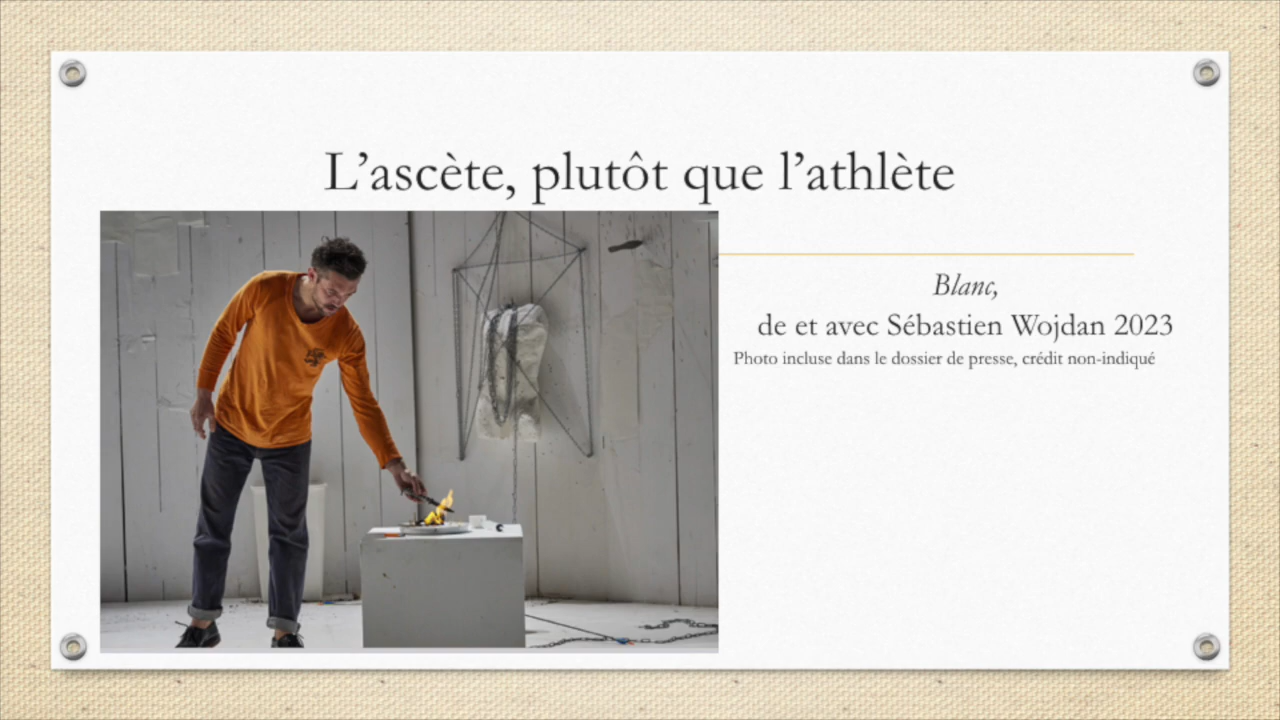 L’ascète, plutôt que l’athlète
Blanc,
de et avec Sébastien Wojdan 2023
Photo incluse dans le dossier de presse, crédit non-indiqué